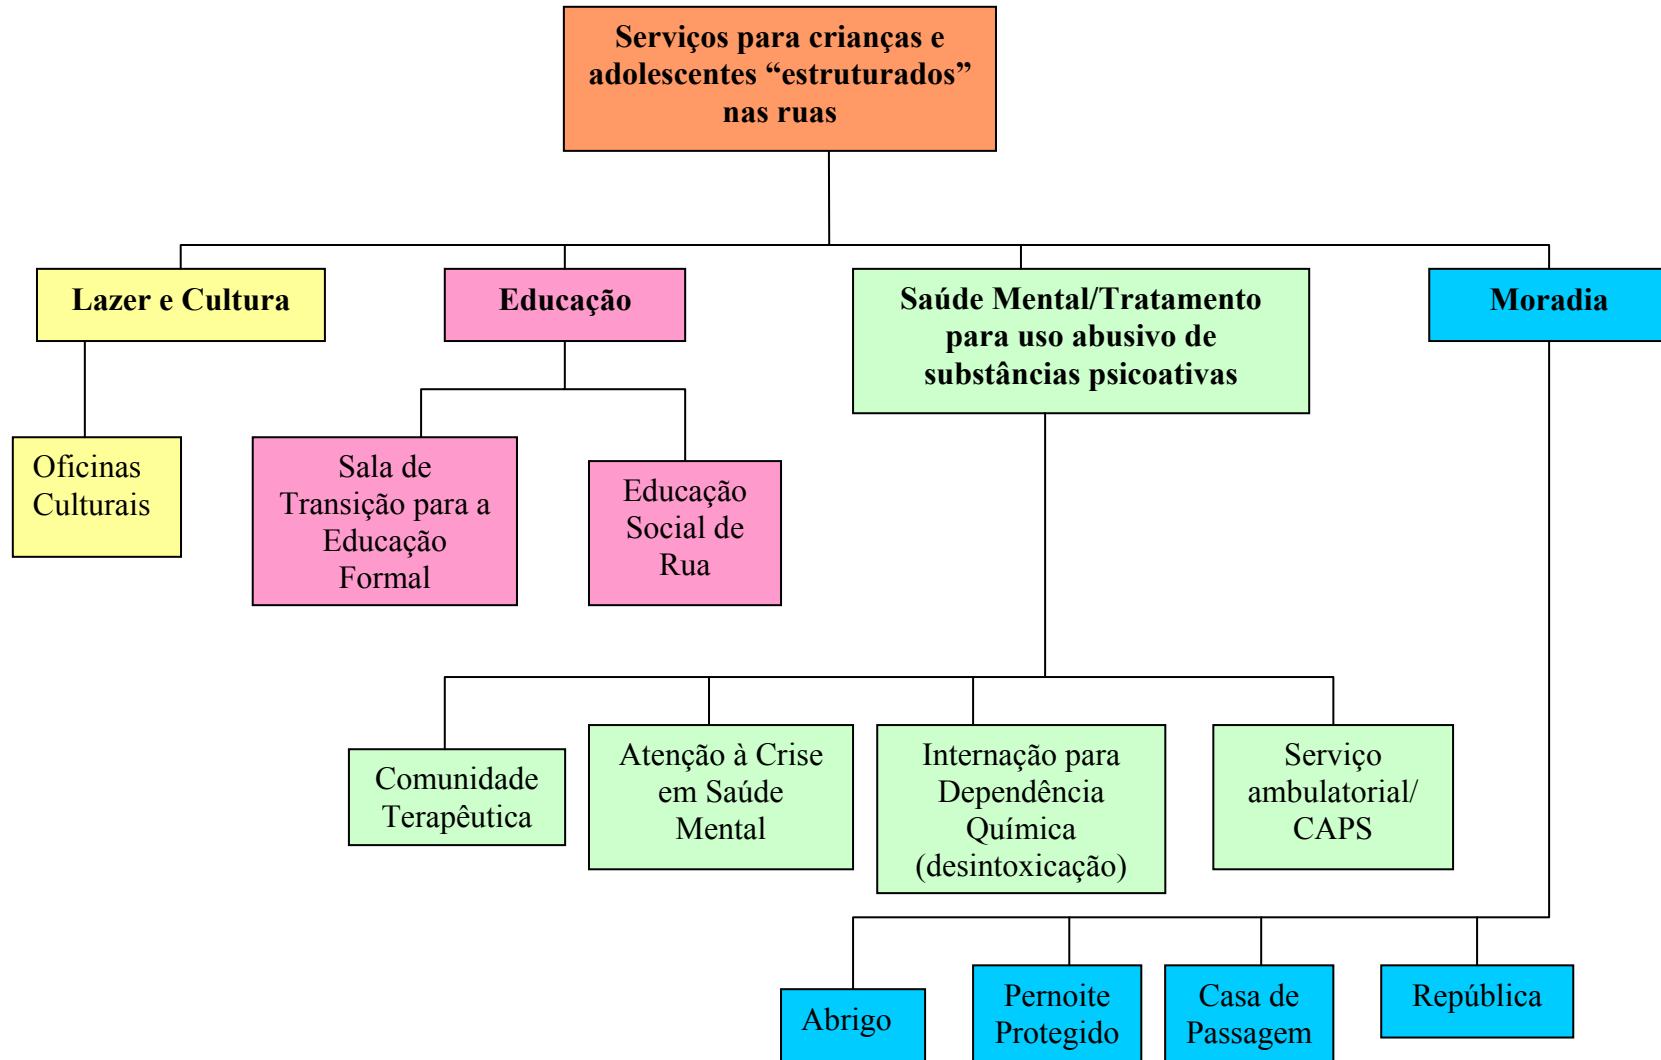 Serviços para crianças e
adolescentes “estruturados”
nas ruas
Lazer e Cultura
Educação
Saúde Mental/Tratamento
para uso abusivo de
substâncias psicoativas
Moradia
Oficinas
Culturais
Sala de
Transição para a
Educação
Formal
Educação
Social de
Rua
Comunidade
Terapêutica
Atenção à Crise
em Saúde
Mental
Internação para
Dependência
Química
(desintoxicação)
Serviço
ambulatorial/
CAPS
Abrigo
Pernoite
Protegido
Casa de
Passagem
República